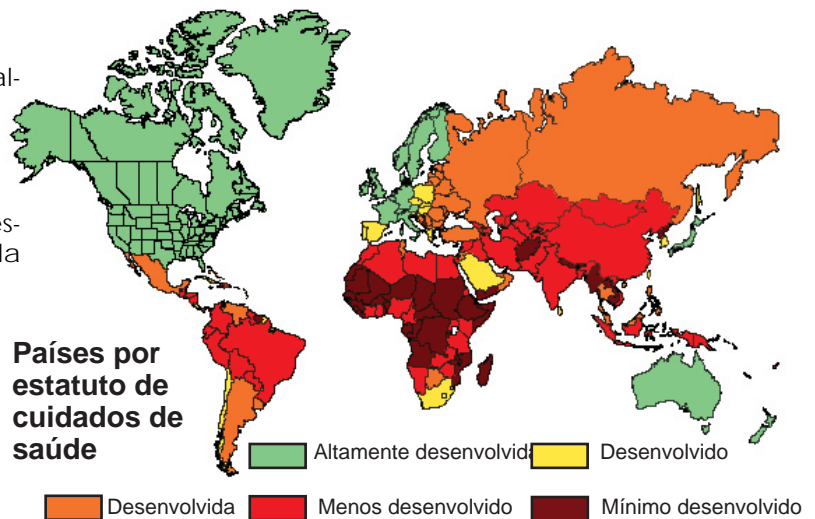 al-
es-
la
Países por
estatuto de
cuidados de
saúde
Altamente desenvolvida
Desenvolvido
Desenvolvida
Menos desenvolvido
Mínimo desenvolvido